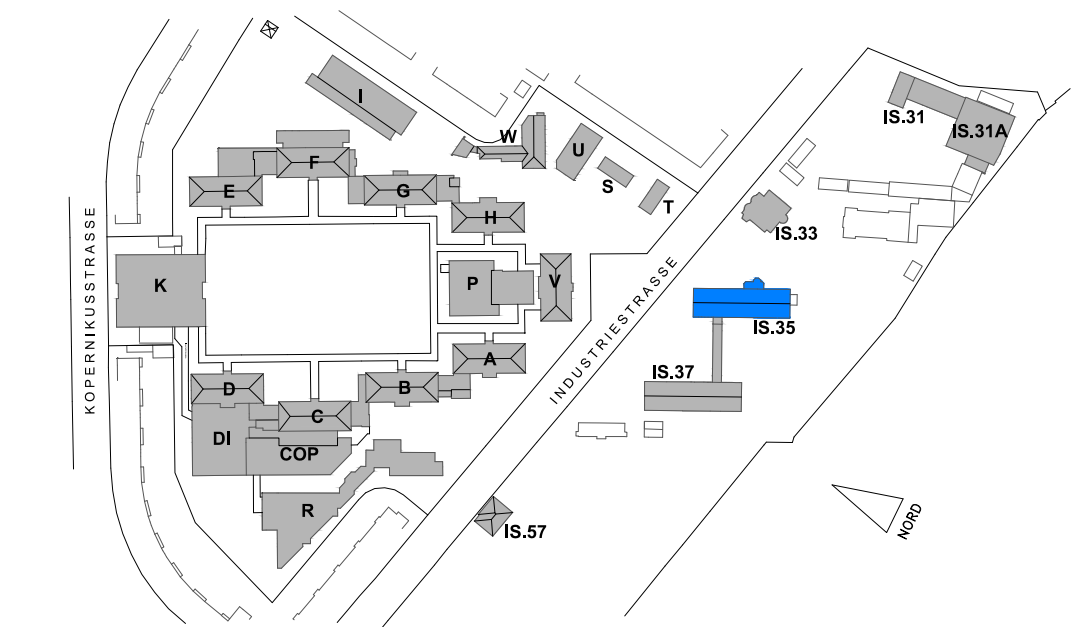 I
W
U
S
T
IS.31
IS.31A
F
E
G
H
IS.33
KOPERNIKUSSTRASSE
K
P
V
INDUSTRIESTRASSE
IS.35
A
IS.37
D
B
C
DI
COP
R
IS.57
NORD